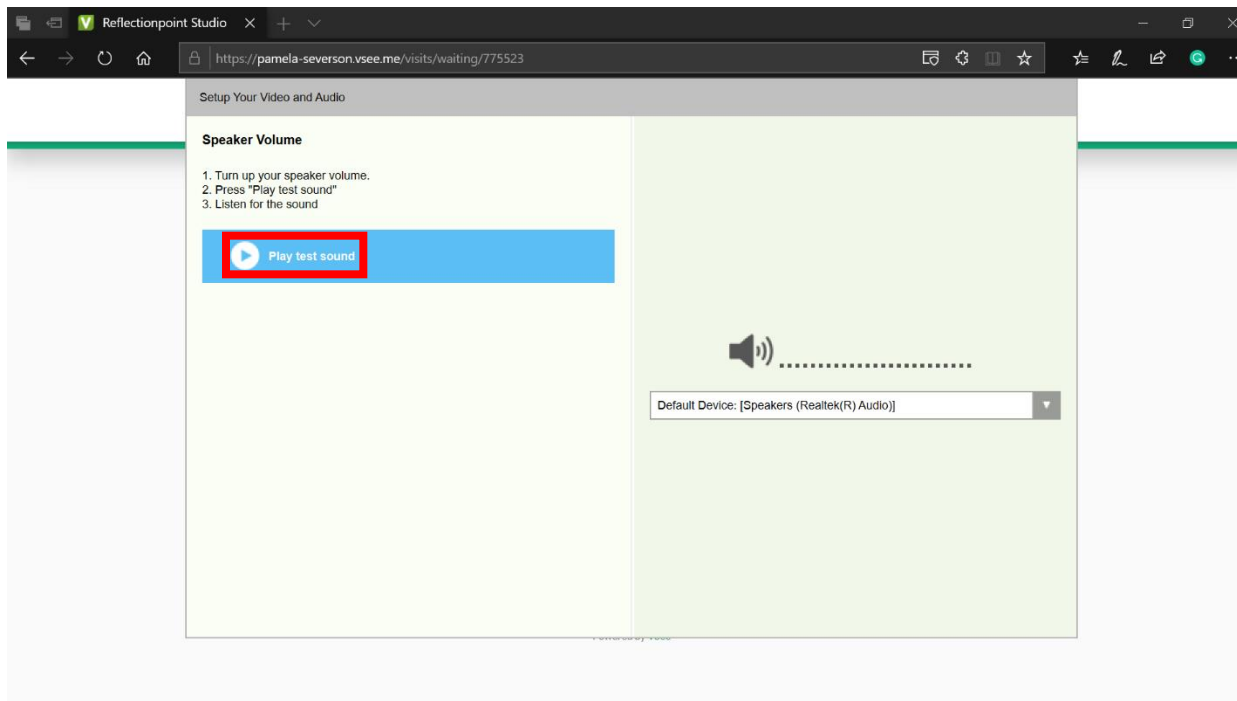 Reflectionpoint Studio
https://pamela-severson.vsee.me/visits/waiting/775523
Setup Your Video and Audio
Speaker Volume
1. Turn up your speaker volume.
2. Press "Play test sound"
3. Listen for the sound
Play test sound
Default Device: [Speakers (Realtek(R) Audio)]